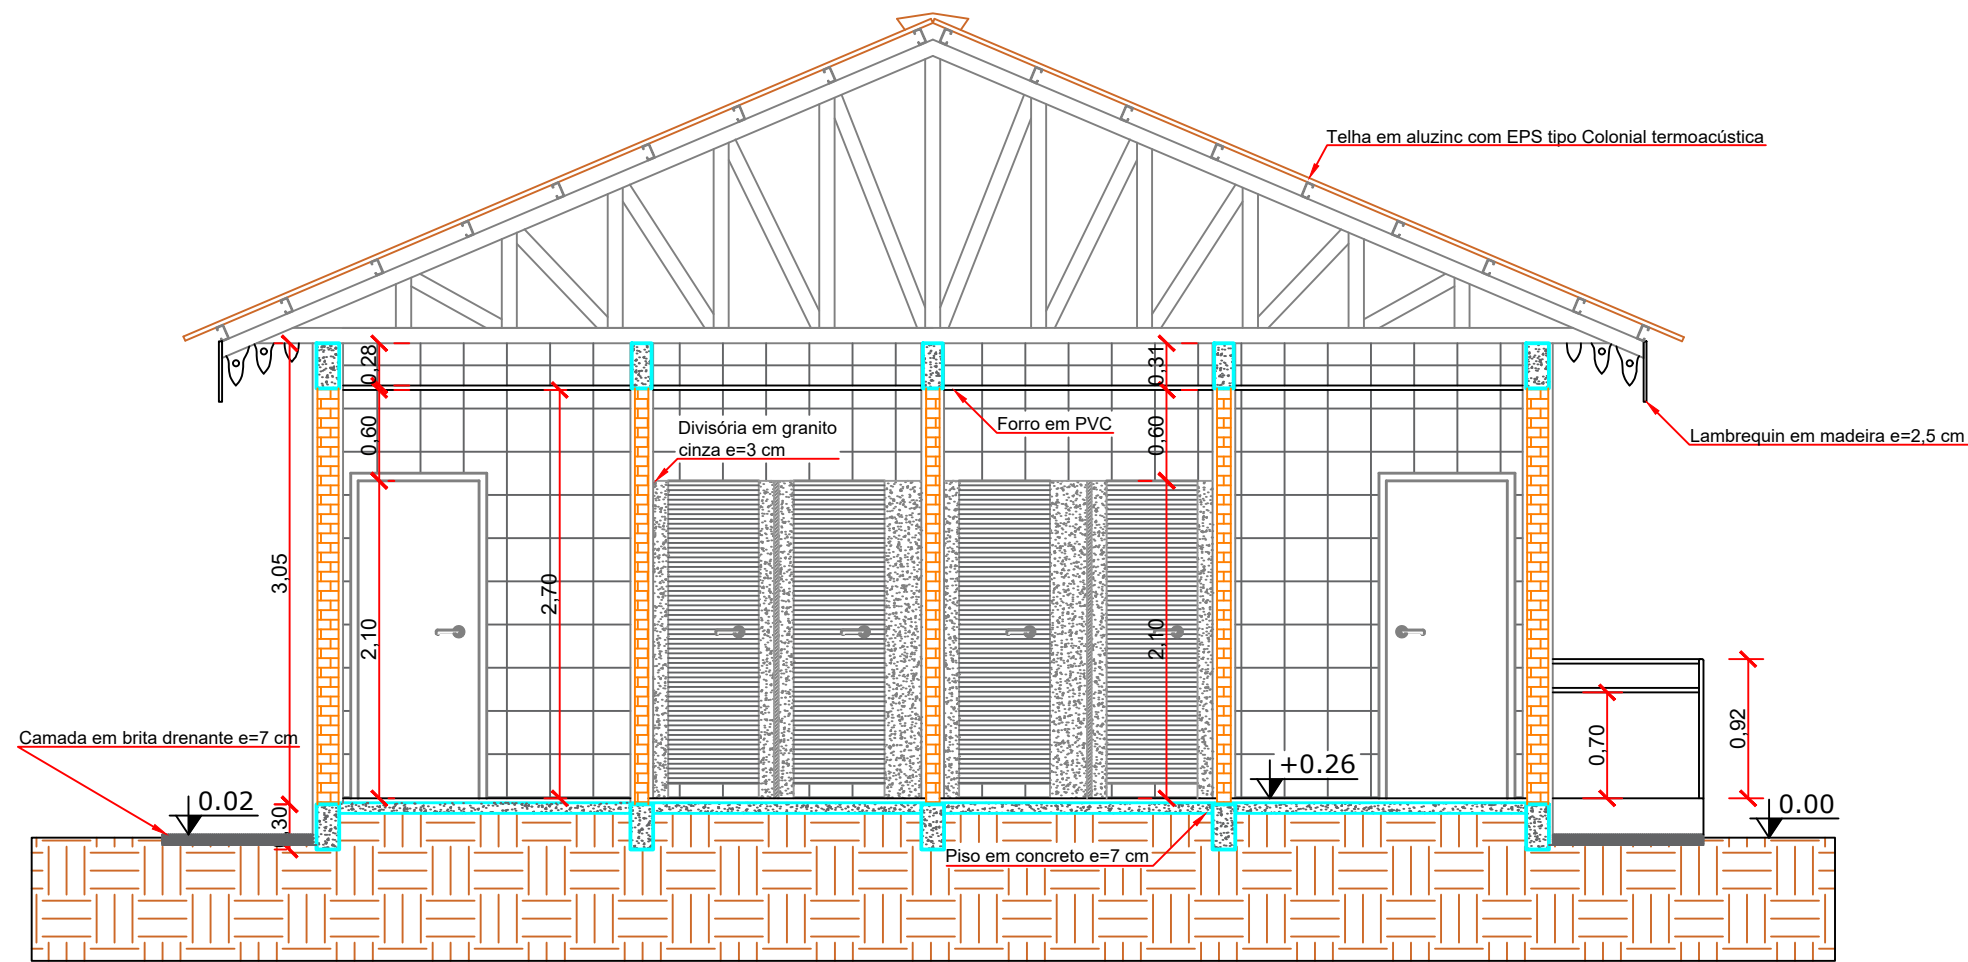 Telha em aluzinc com EPS tipo Colonial termoacústica
0,28
0,31
0,60
Divisória em granito
cinza e=3 cm
Forro em PVC
0,60
Lambrequin em madeira e=2,5 cm
3,05
2,70
2,10
2,10
Camada em brita drenante e=7 cm
0,70
0,92
+0.26
0.02
0.00
,30
Piso em concreto e=7 cm